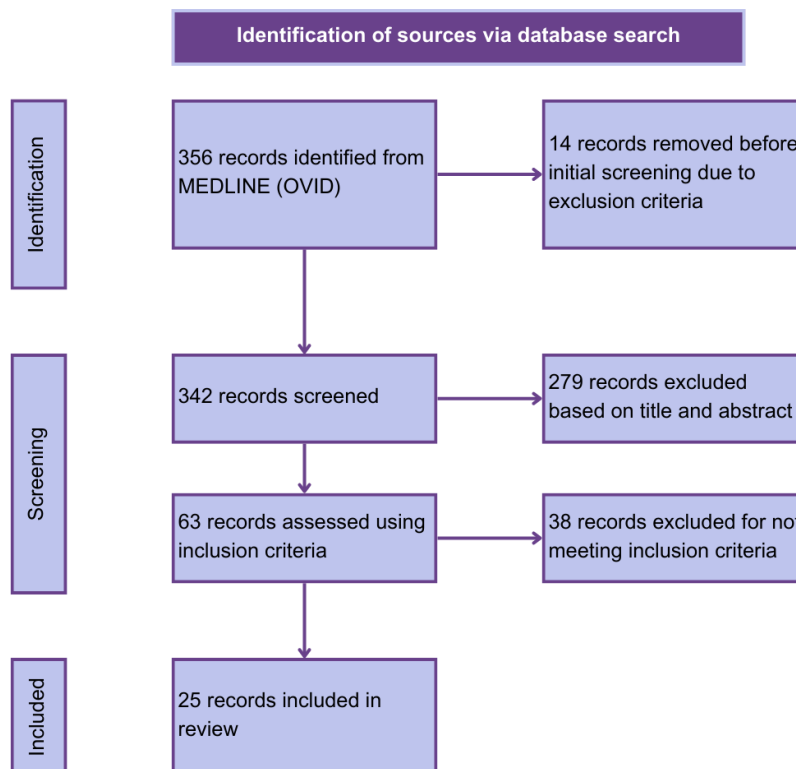 Identification of sources via database search
Identification
356 records identified from
MEDLINE (OVID)
14 records removed before
initial screening due to
exclusion criteria
Screening
342 records screened
279 records excluded
based on title and abstract
63 records assessed using
inclusion criteria
38 records excluded for not
meeting inclusion criteria
Included
25 records included in
review